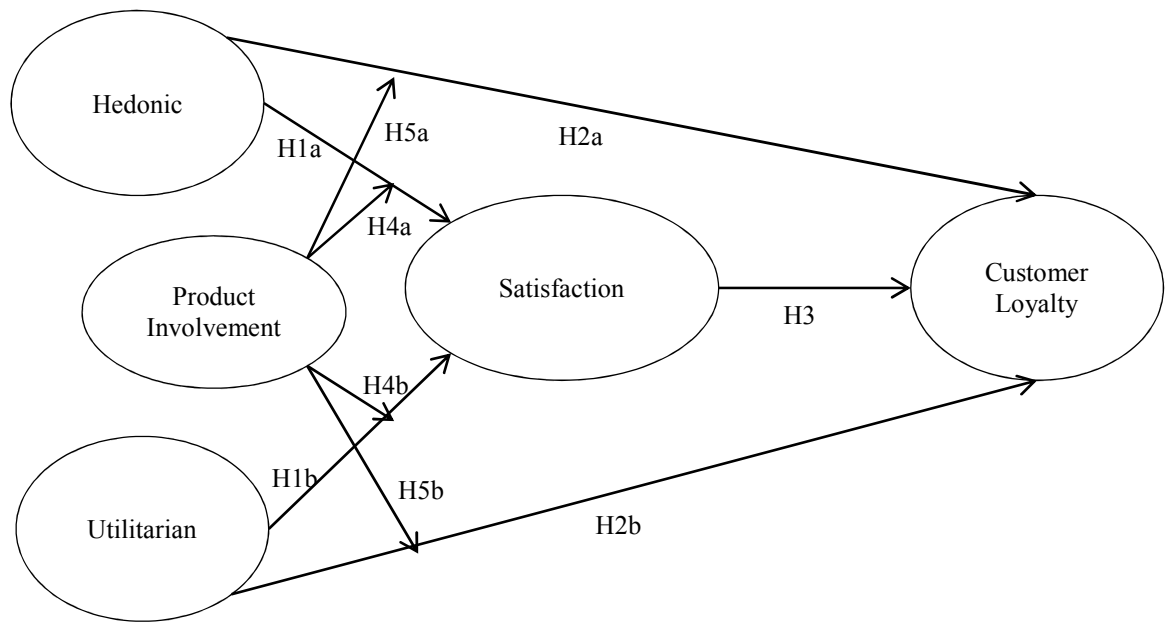 Hedonic
H5a
H2a
H1a
H4a
Product
Involvement
Satisfaction
Customer
Loyalty
H3
H4b
H1b
H5b
Utilitarian
H2b